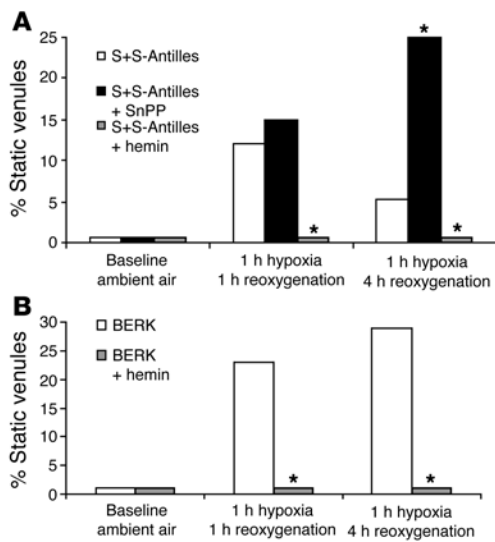 A
% Static venules
25
20
15
10
5
0
S+S-Antilles
S+S-Antilles
+ SnPP
S+S-Antilles
+ hemin
*
*
*
Baseline
ambient air
1 h hypoxia
1 h reoxygenation
1 h hypoxia
4 h reoxygenation
B
% Static venules
30
25
20
15
10
5
0
BERK
BERK
+ hemin
*
*
Baseline
ambient air
1 h hypoxia
1 h reoxygenation
1 h hypoxia
4 h reoxygenation